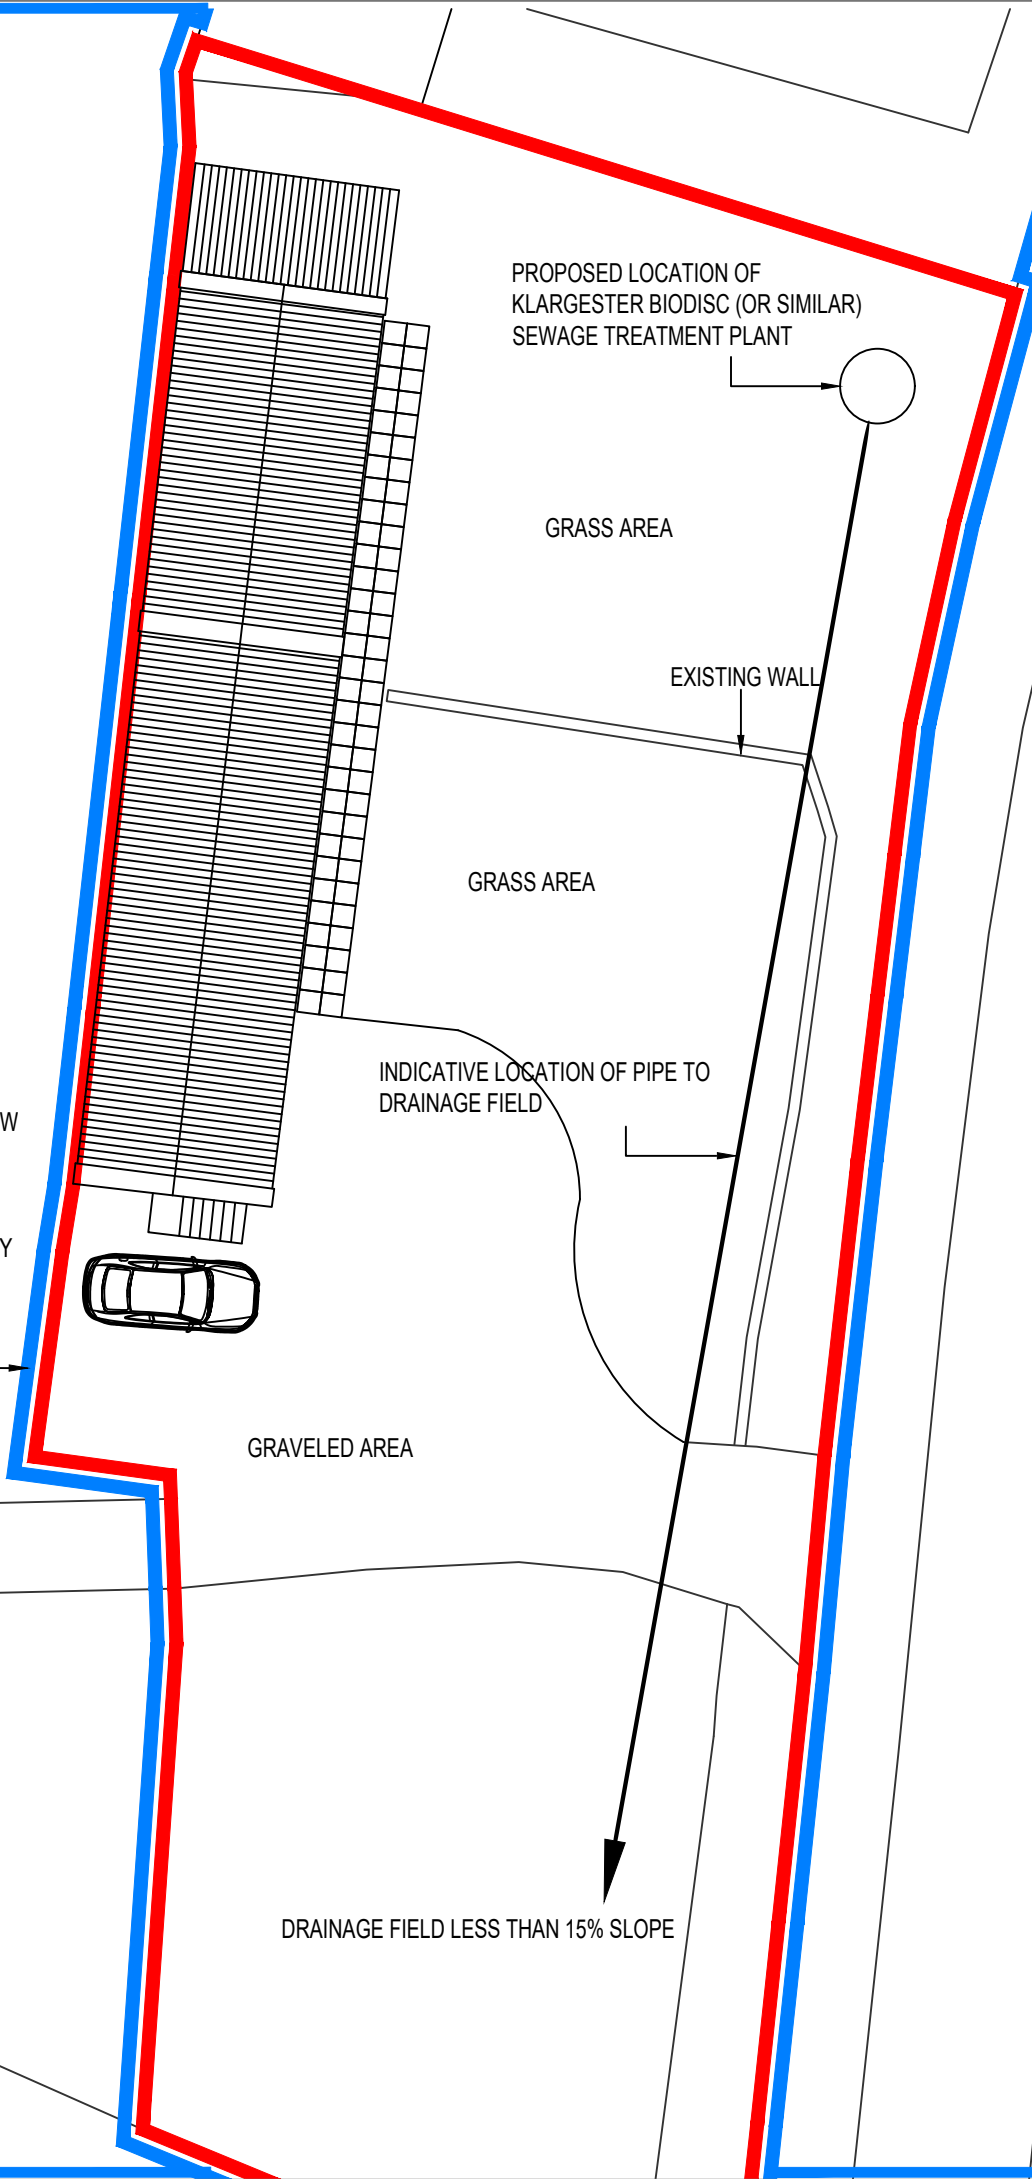 PROPOSED LOCATION OF
KLARGESTER BIODISC (OR SIMILAR)
SEWAGE TREATMENT PLANT
GRASS AREA
EXISTING WALL
GRASS AREA
INDICATIVE LOCATION OF PIPE TO
DRAINAGE FIELD
W
Y
GRAVELED AREA
DRAINAGE FIELD LESS THAN 15% SLOPE